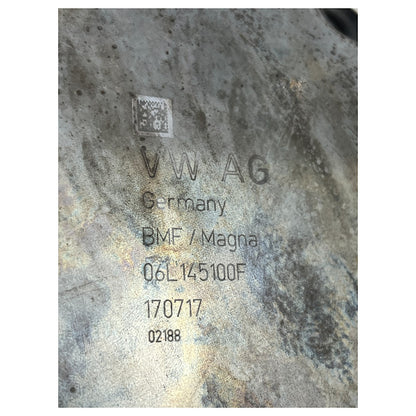 VW AG
Germany
BMF / Magna
06L145100F
170717
02188